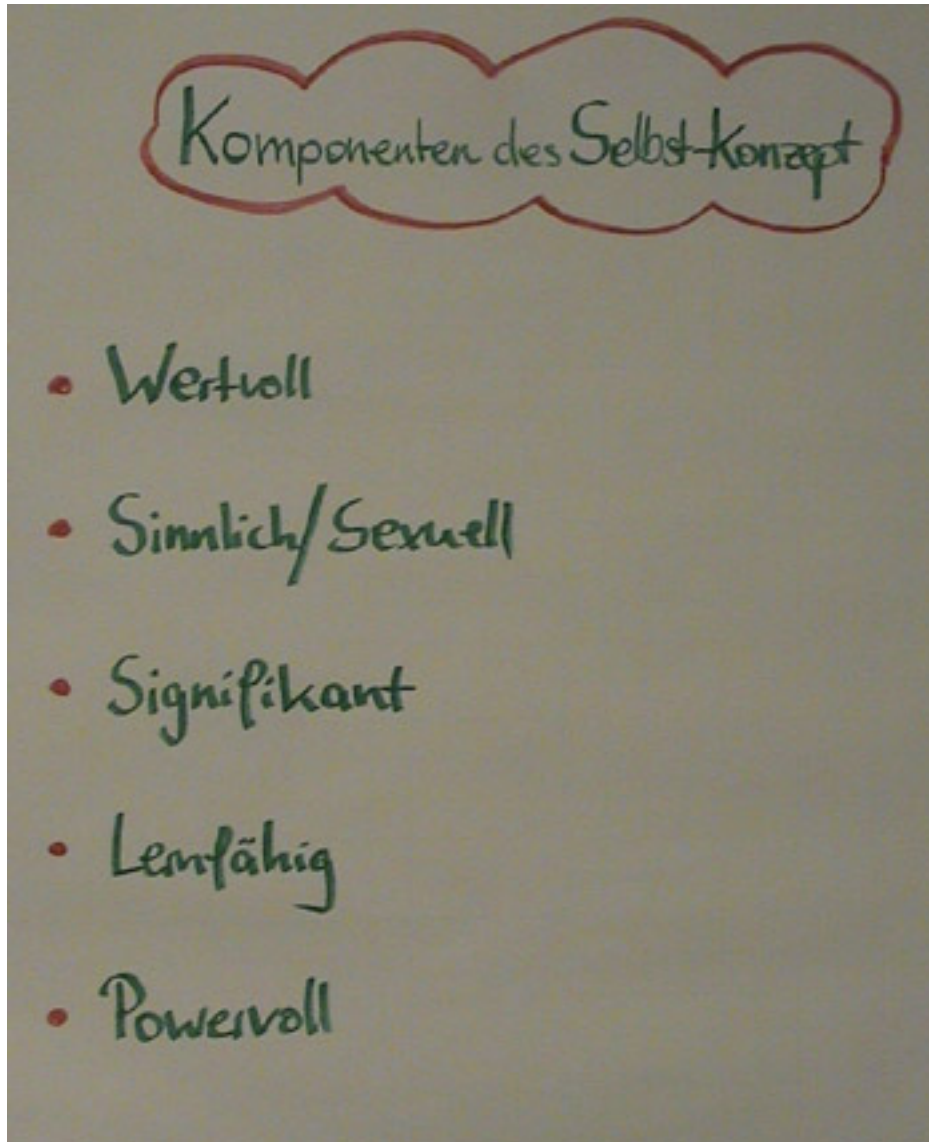 Komponenten des Selbst-Konzept
• Wertvoll
• Sinnlich/Sexuell
• Signifikant
• Lernfähig
• Powervoll